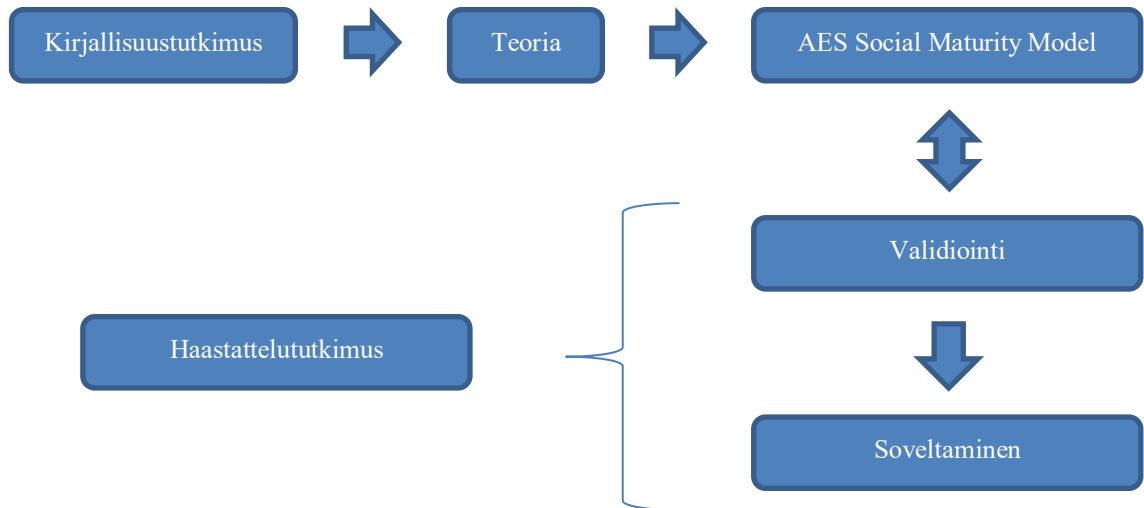 Kirjallisuustutkimus
Teoria
AES Social Maturity Model
Validiointi
Haastattelututkimus
Soveltaminen